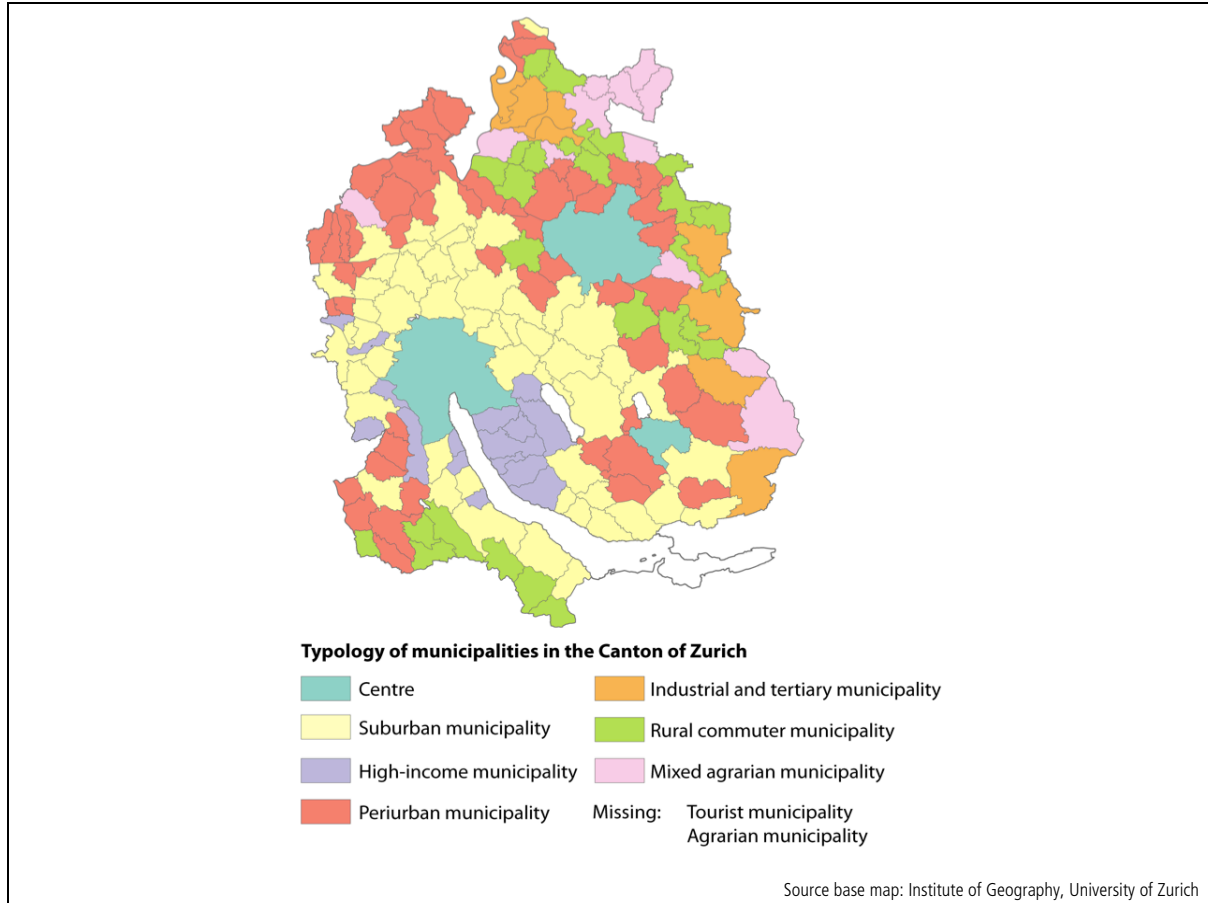 Typology of municipalities in the Canton of Zurich
Centre
Suburban municipality
High-income municipality
Periurban municipality
Industrial and tertiary municipality
Rural commuter municipality
Mixed agrarian municipality
Missing: Tourist municipality
Agrarian municipality
Source base map: Institute of Geography, University of Zurich